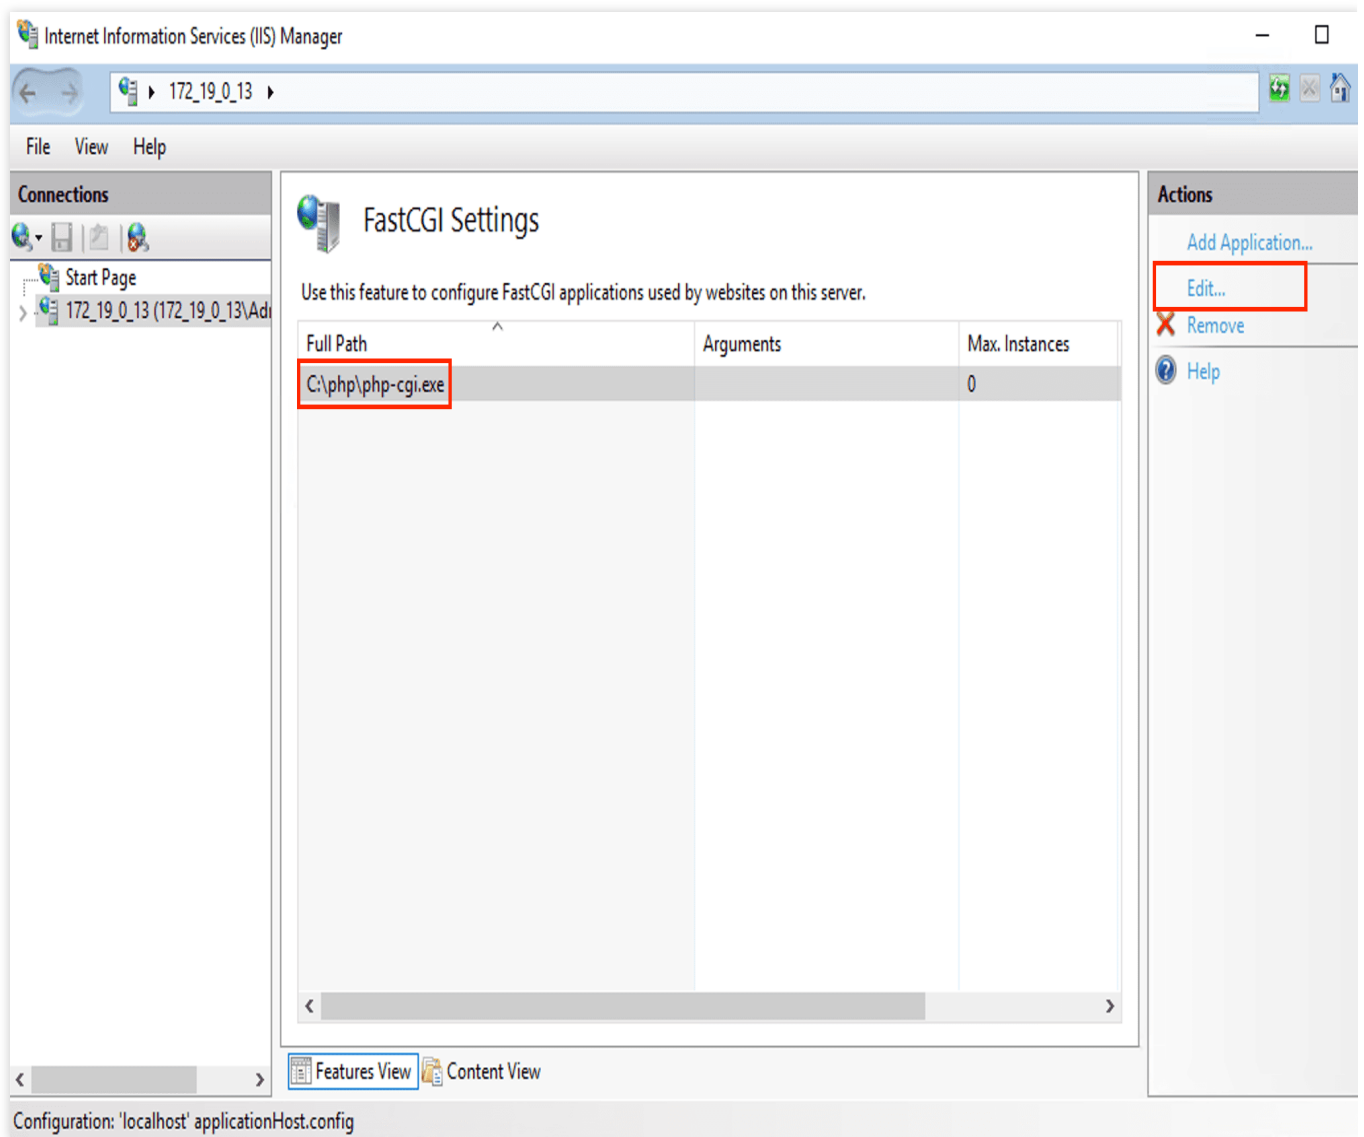 Internet Information Services (IIS) Manager
172_19_0_13
File View Help
Connections
Start Page
172_19_0_13 (172_19_0_13\Adr
FastCGI Settings
Use this feature to configure FastCGI applications used by websites on this server.
Full Path Arguments Max. Instances
C:\php\php-cgi.exe 0
Features View Content View
Actions
Add Application...
Edit...
Remove
Help
Configuration: 'localhost' applicationHost.config